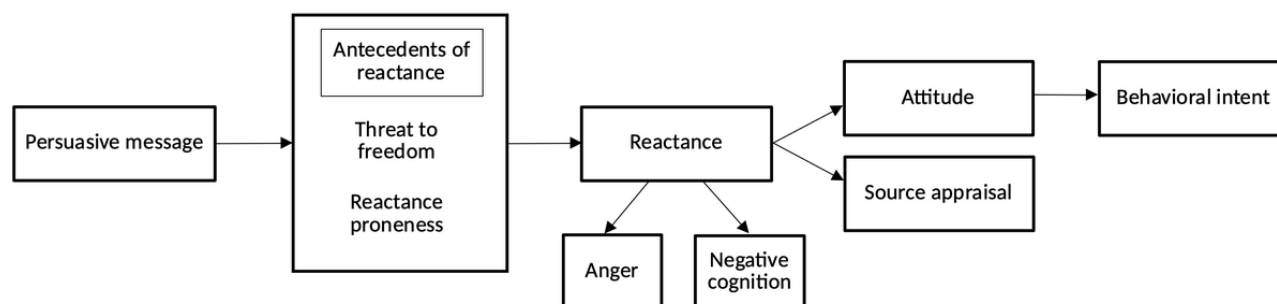 Persuasive message
Antecedents of
reactance
Threat to
freedom
Reactance
proneness
Reactance
Anger
Negative
cognition
Attitude
Source appraisal
Behavioral intent